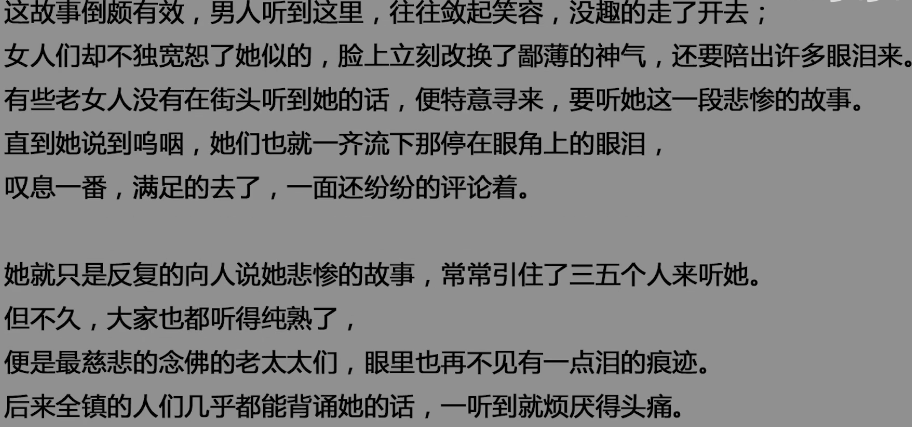 这故事倒颇有效，男人听到这里，往往敛起笑容，没趣的走了开去；
女人们却不独宽恕了她似的，脸上立刻改换了鄙薄的神气，还要陪出许多眼泪来。
有些老女人没有在街头听到她的话，便特意寻来，要听她这一段悲惨的故事。
直到她说到呜咽，她们也就一齐流下那停在眼角上的眼泪，
叹息一番，满足的去了，一面还纷纷的评论着。
她就只是反复的向人说她悲惨的故事，常常引住了三五个人来听她。
但不久，大家也都听得纯熟了，
便是最慈悲的念佛的老太太们，眼里也再不见有一点泪的痕迹。
后来全镇的人们几乎都能背诵她的话，一听到就烦厌得头痛。